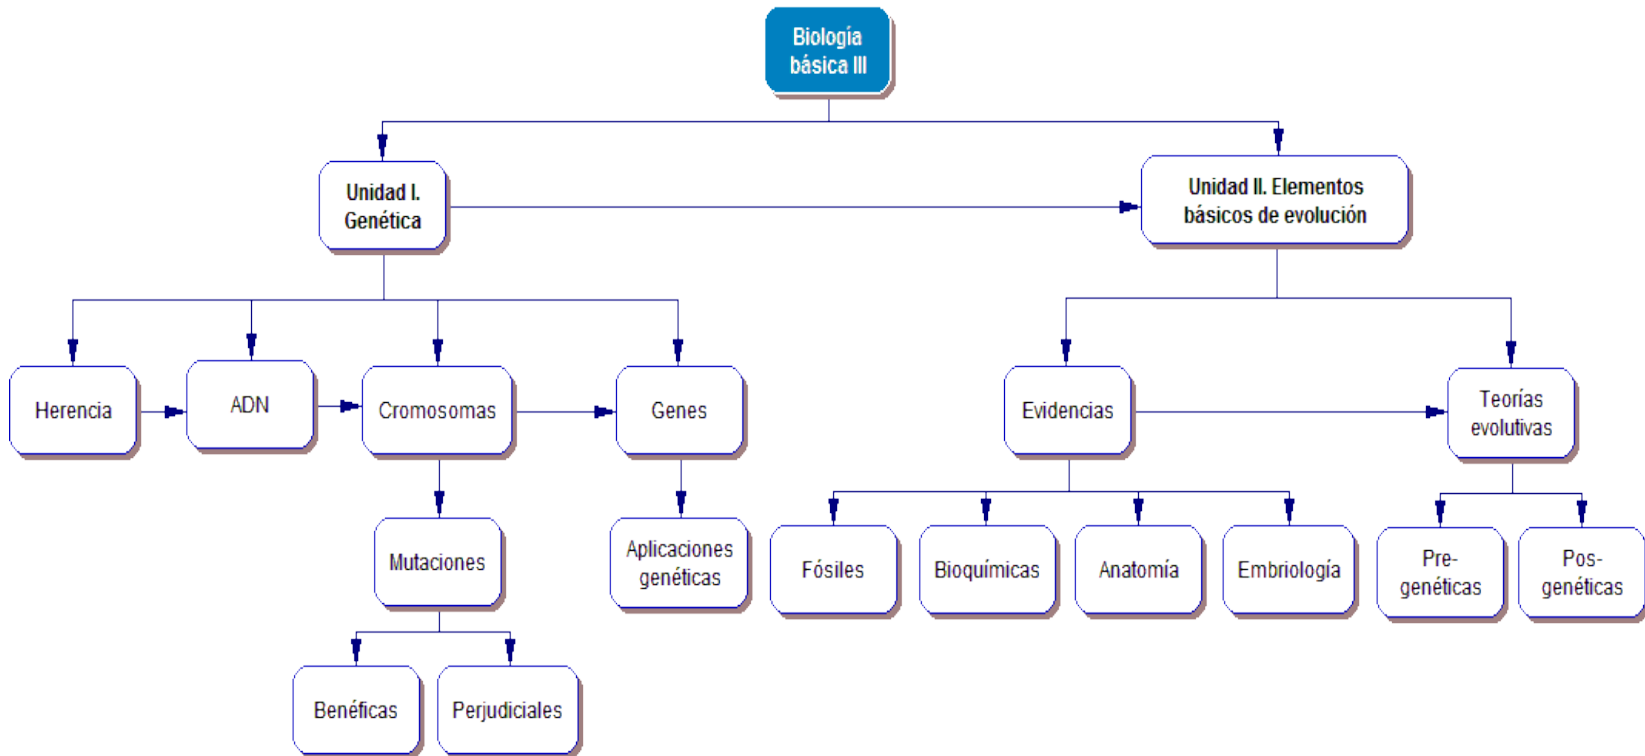 Biología
básica III
Unidad I.
Genética
Unidad II. Elementos
básicos de evolución
Herencia
ADN
Cromosomas
Genes
Evidencias
Teorías
evolutivas
Mutaciones
Aplicaciones
genéticas
Fósiles
Bioquímicas
Anatomía
Embriología
Pre-
genéticas
Pos-
genéticas
Benéficas
Perjudiciales